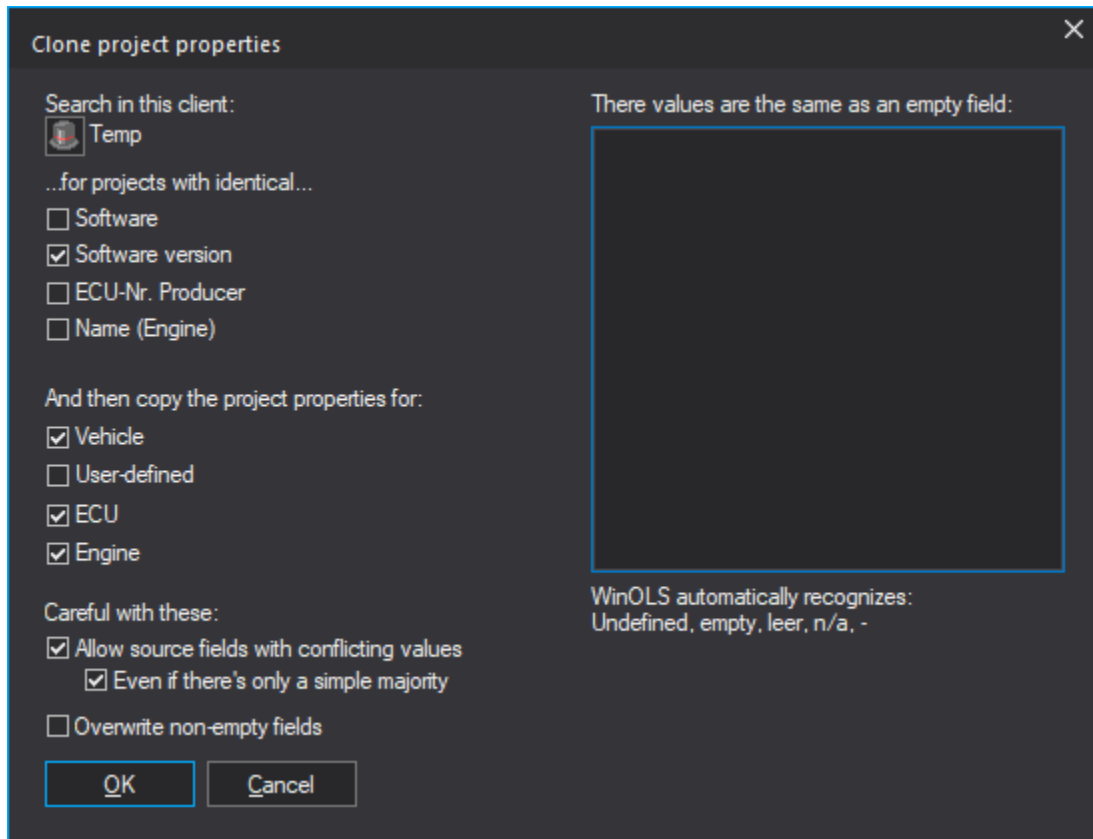 Clone project properties
Search in this client:
Temp
...for projects with identical...
Software
Software version
ECU-Nr. Producer
Name (Engine)
And then copy the project properties for:
Vehicle
User-defined
ECU
Engine
Careful with these:
Allow source fields with conflicting values
Even if there's only a simple majority
Overwrite non-empty fields
OK
Cancel
There values are the same as an empty field:
WinOLS automatically recognizes:
Undefined, empty, leer, n/a, -